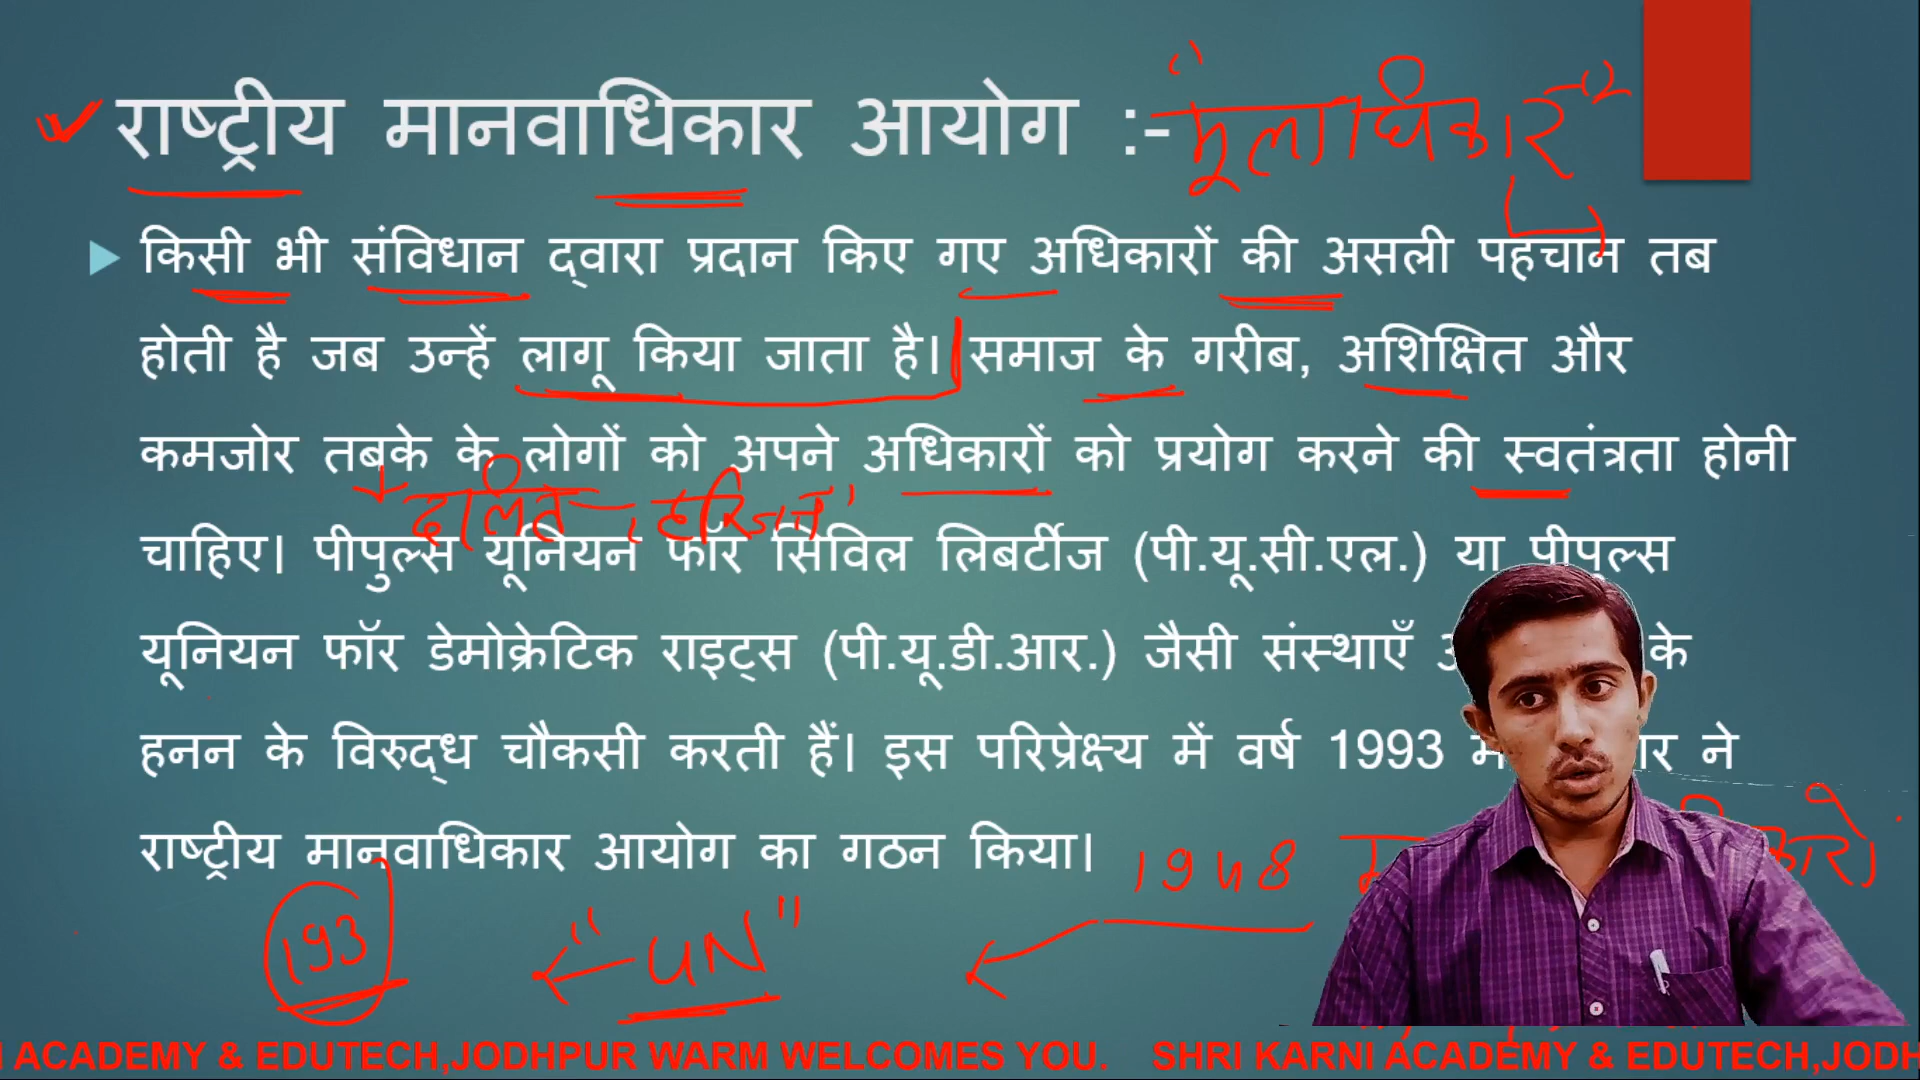 राष्ट्रीय मानवाधिकार आयोग :- "मूलाधिकार"
किसी भी संविधान द्वारा प्रदान किए गए अधिकारों की असली पहचान तब
होती है जब उन्हें लागू किया जाता है। समाज के गरीब, अशिक्षित और
कमजोर तबके के लोगों को अपने अधिकारों को प्रयोग करने की स्वतंत्रता होनी
दलित - हरिजन
चाहिए। पीपुल्स यूनियन फॉर सिविल लिबर्टीज (पी.यू.सी.एल.) या पीपुल्स
यूनियन फॉर डेमोक्रेटिक राइट्स (पी.यू.डी.आर.) जैसी संस्थाएँ के
हनन के विरुद्ध चौकसी करती हैं। इस परिप्रेक्ष्य में वर्ष 1993 ने
राष्ट्रीय मानवाधिकार आयोग का गठन किया।
1948
193 "UN"
ACADEMY & EDUTECH,JODHPUR WARM WELCOMES YOU. SHRI KARNI ACADEMY & EDUTECH,JODH